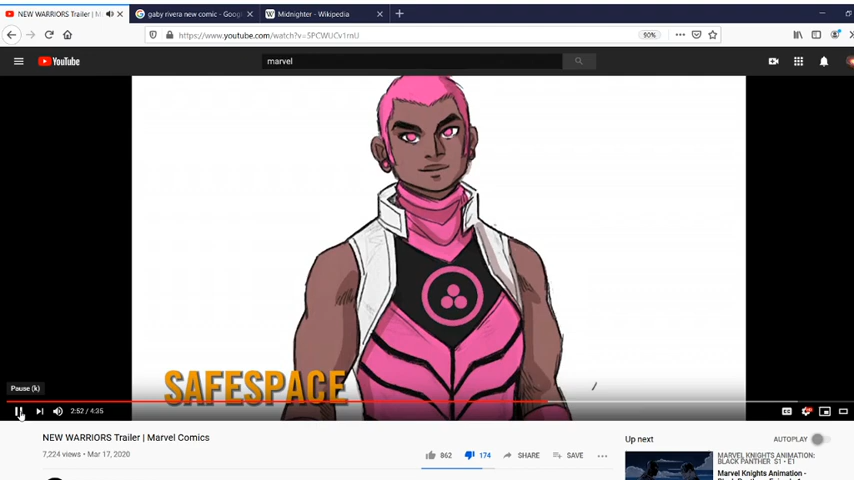 NEW WARRIORS Trailer | M
gaby rivera new comic - Goog
Midnighter - Wikipedia
https://www.youtube.com/watch?v=5PCWUCv1rnU
90%
YouTube
marvel
SAFESPACE
Pause (k)
2:52 / 4:35
CC
NEW WARRIORS Trailer | Marvel Comics
7,224 views • Mar 17, 2020
862
174
SHARE
SAVE
Up next
AUTOPLAY
MARVEL KNIGHTS ANIMATION:
BLACK PANTHER S1 • E1
Marvel Knights Animation -